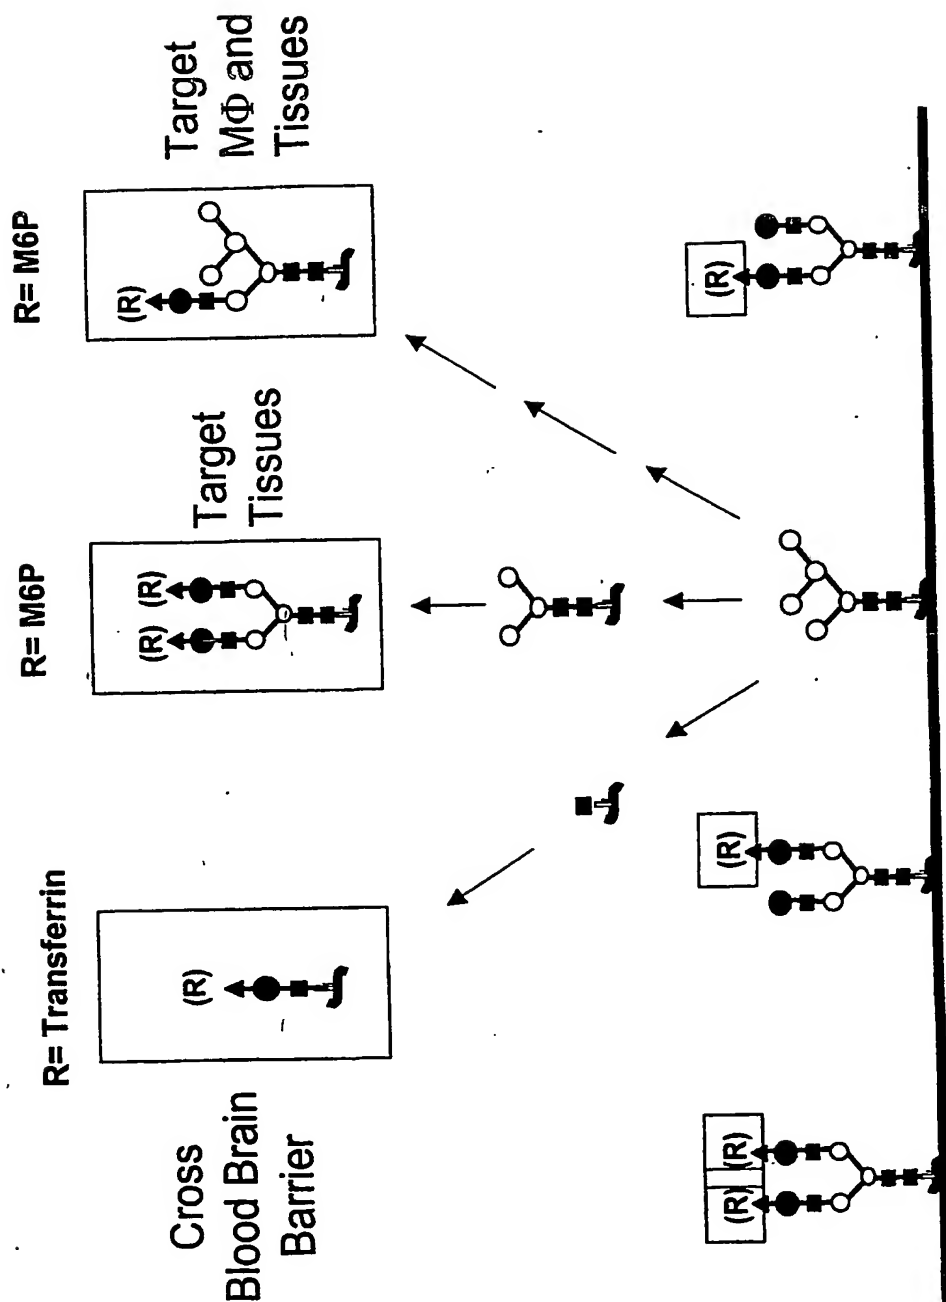 R= Transferrin
R= M6P
R= M6P
Cross
Blood Brain
Barrier
(R)
(R) (R)
Target
Tissues
(R)
Target
MΦ and
Tissues
(R) (R)
(R)
(R)